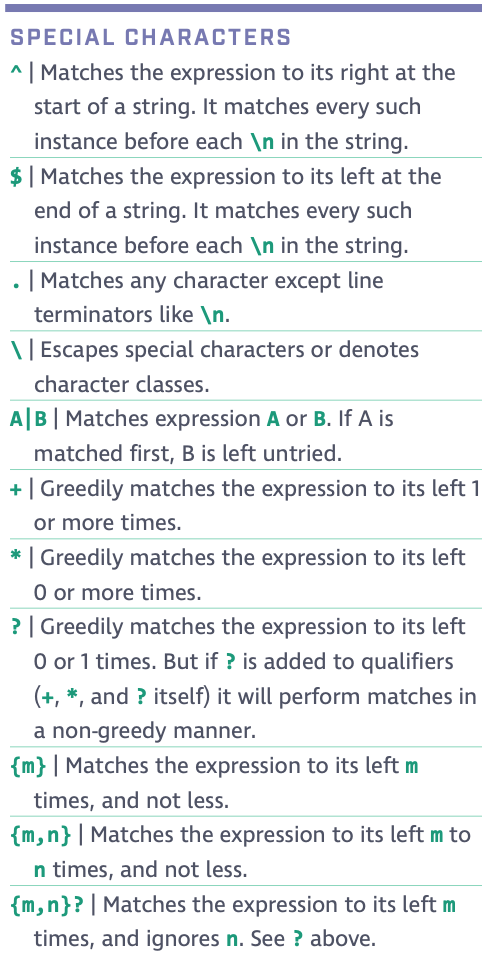 SPECIAL CHARACTERS
^ | Matches the expression to its right at the
start of a string. It matches every such
instance before each \n in the string.
$ | Matches the expression to its left at the
end of a string. It matches every such
instance before each \n in the string.
. | Matches any character except line
terminators like \n.
\ | Escapes special characters or denotes
character classes.
A|B | Matches expression A or B. If A is
matched first, B is left untried.
+ | Greedily matches the expression to its left 1
or more times.
* | Greedily matches the expression to its left
0 or more times.
? | Greedily matches the expression to its left
0 or 1 times. But if ? is added to qualifiers
(+, *, and ? itself) it will perform matches in
a non-greedy manner.
{m} | Matches the expression to its left m
times, and not less.
{m,n} | Matches the expression to its left m to
n times, and not less.
{m,n}? | Matches the expression to its left m
times, and ignores n. See ? above.